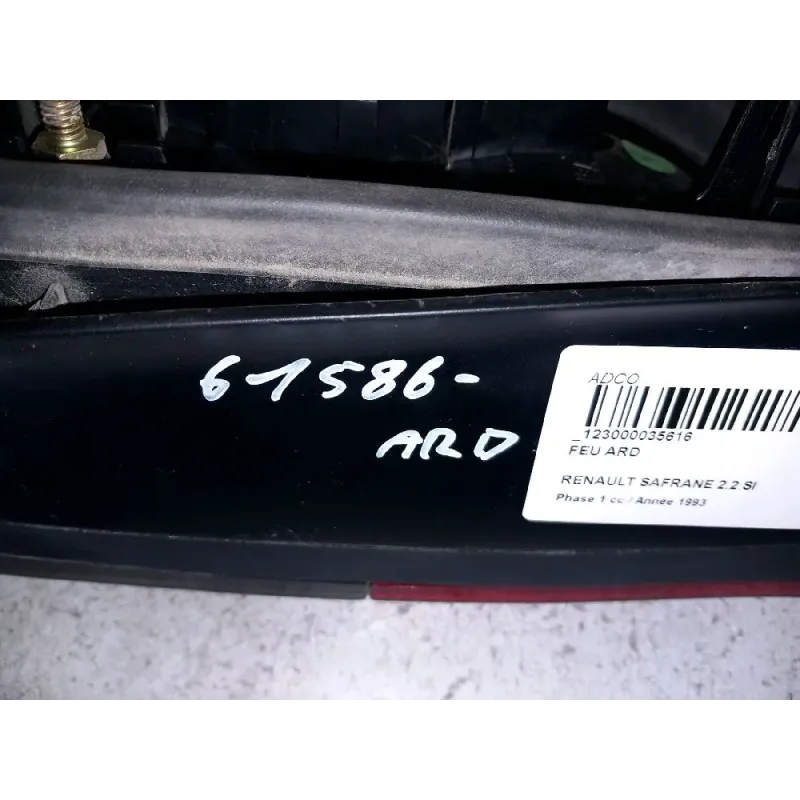 61586-
ARD
ADCO
_123000035616
FEU ARD
RENAULT SAFRANE 2.2 SI
Phase 1 cc / Année 1993